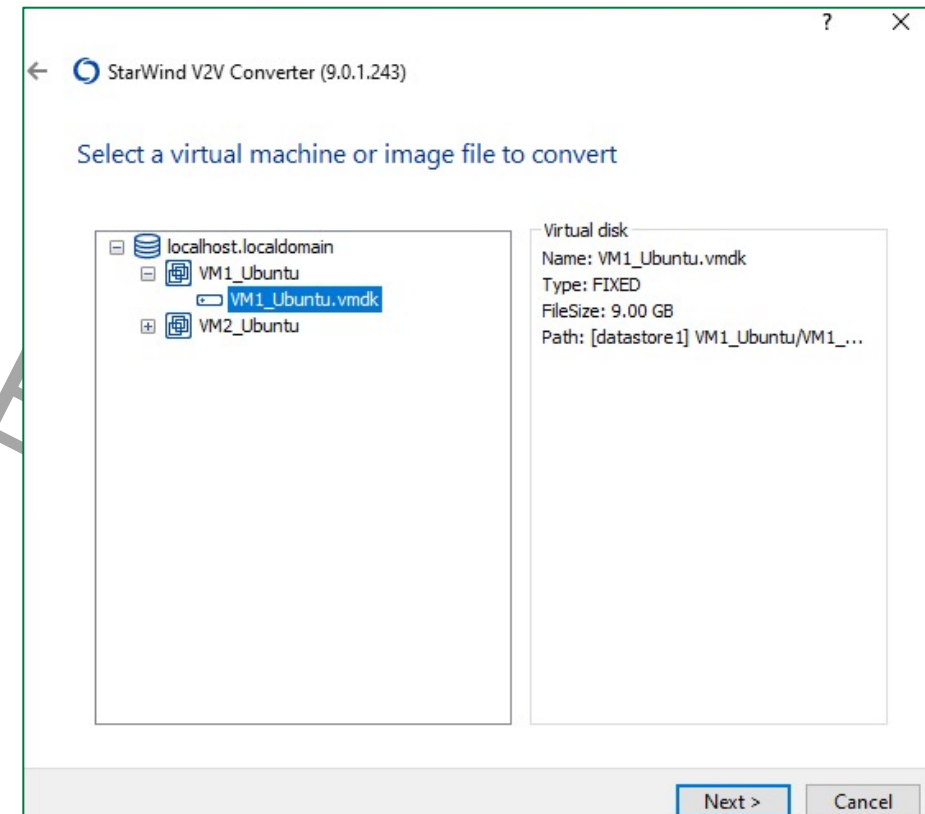 ?
StarWind V2V Converter (9.0.1.243)
Select a virtual machine or image file to convert
localhost.localdomain
VM1_Ubuntu
VM1_Ubuntu.vmdk
VM2_Ubuntu
Virtual disk
Name: VM1_Ubuntu.vmdk
Type: FIXED
FileSize: 9.00 GB
Path: [datastore1] VM1_Ubuntu/VM1_...
Next >
Cancel